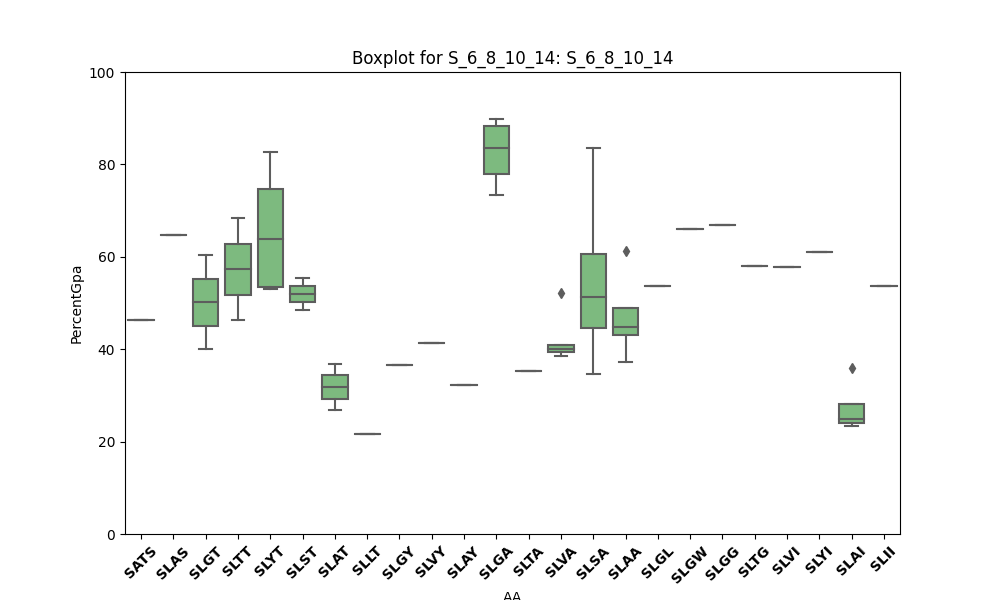 Boxplot for S_6_8_10_14: S_6_8_10_14
100
80
60
40
20
0
PercentGpa
SATS SLAS SLGT SLTT SLYT SLST SLAT SLLT SLGY SLVY SLAY SLGA SLTA SLVA SLSA SLAA SLGL SLGW SLGG SLTG SLVI SLYI SLAI SLII
AA